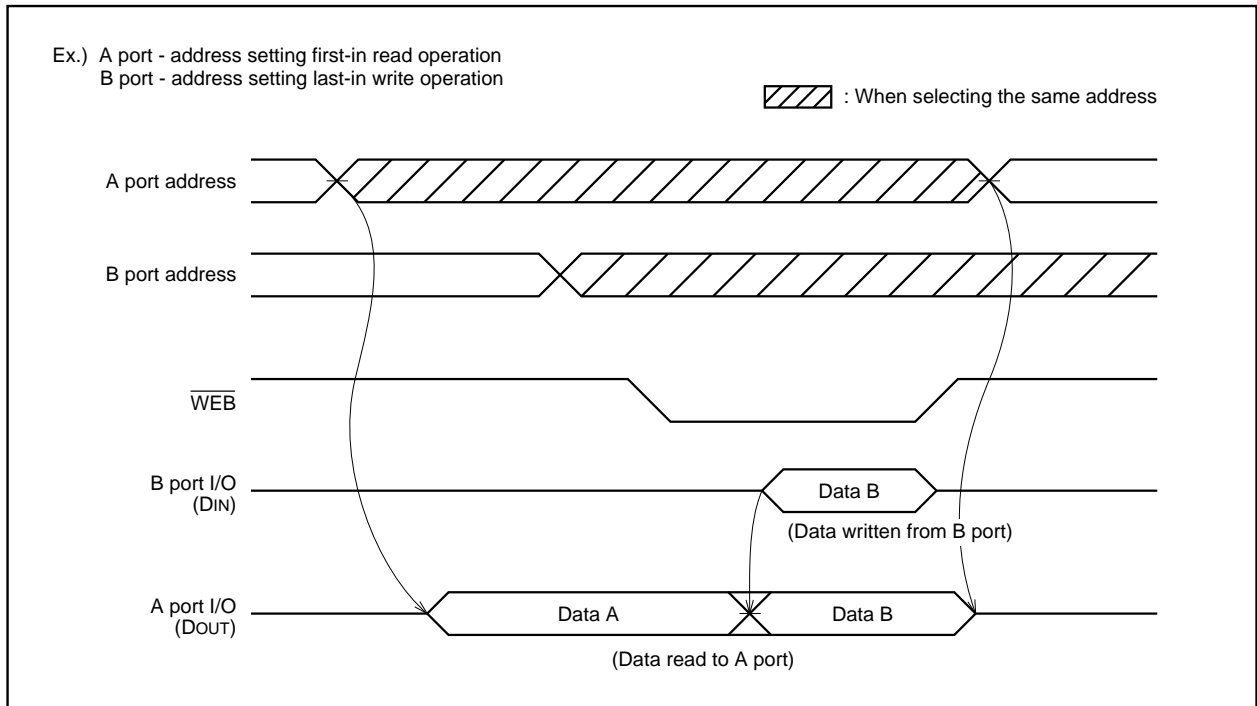 Ex.) A port - address setting first-in read operation
B port - address setting last-in write operation
: When selecting the same address
A port address
B port address
WEB
B port I/O
(DIN)
Data B
(Data written from B port)
A port I/O
(DOUT)
Data A
Data B
(Data read to A port)